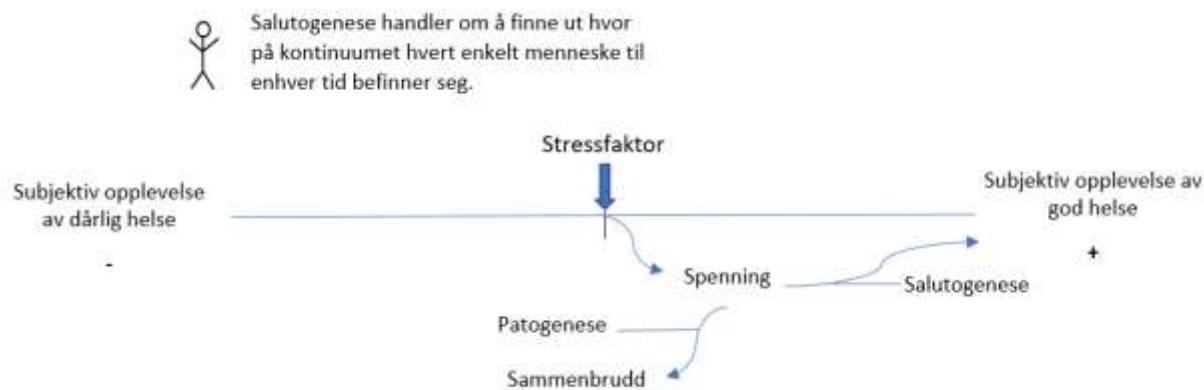 Salutogenese handler om å finne ut hvor
på kontinuumet hvert enkelt menneske til
enhver tid befinner seg.
Stressfaktor
Subjektiv opplevelse
av dårlig helse
-
Subjektiv opplevelse av
god helse
+
Spenning
Salutogenese
Patogenese
Sammenbrudd